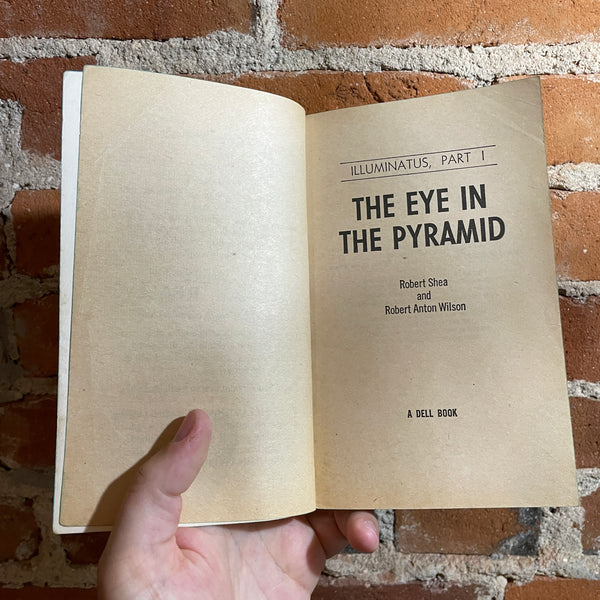 ILLUMINATUS, PART I
THE EYE IN
THE PYRAMID
Robert Shea
and
Robert Anton Wilson
A DELL BOOK